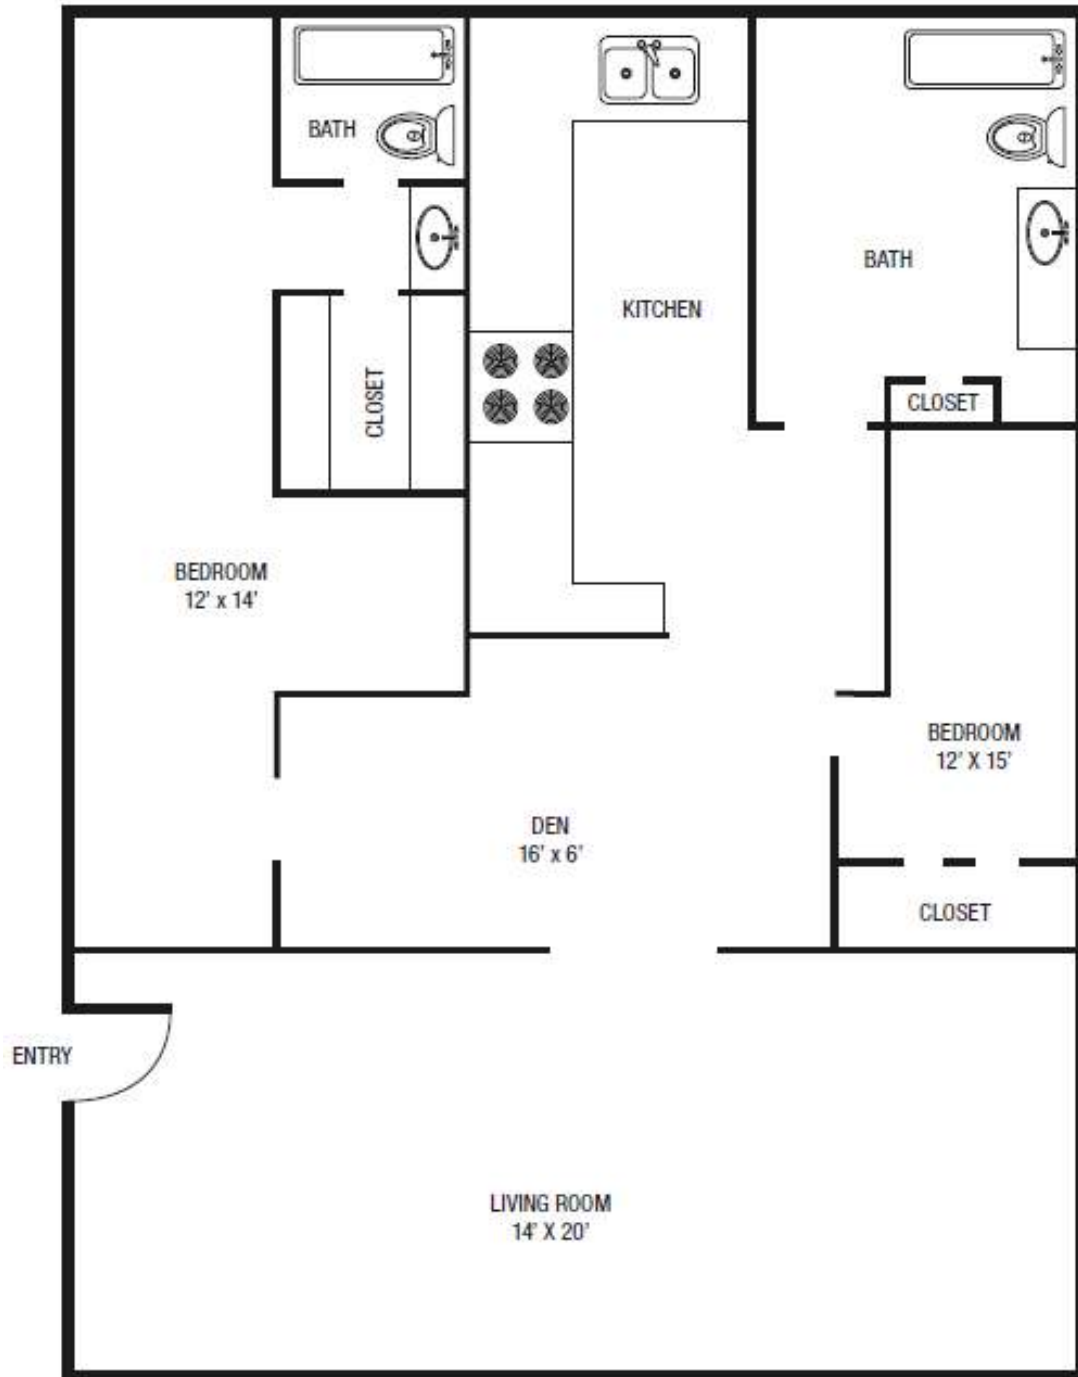 BATH
BATH
KITCHEN
CLOSET
CLOSET
BEDROOM
12' x 14'
BEDROOM
12' X 15'
DEN
16' x 6'
CLOSET
ENTRY
LIVING ROOM
14' X 20'